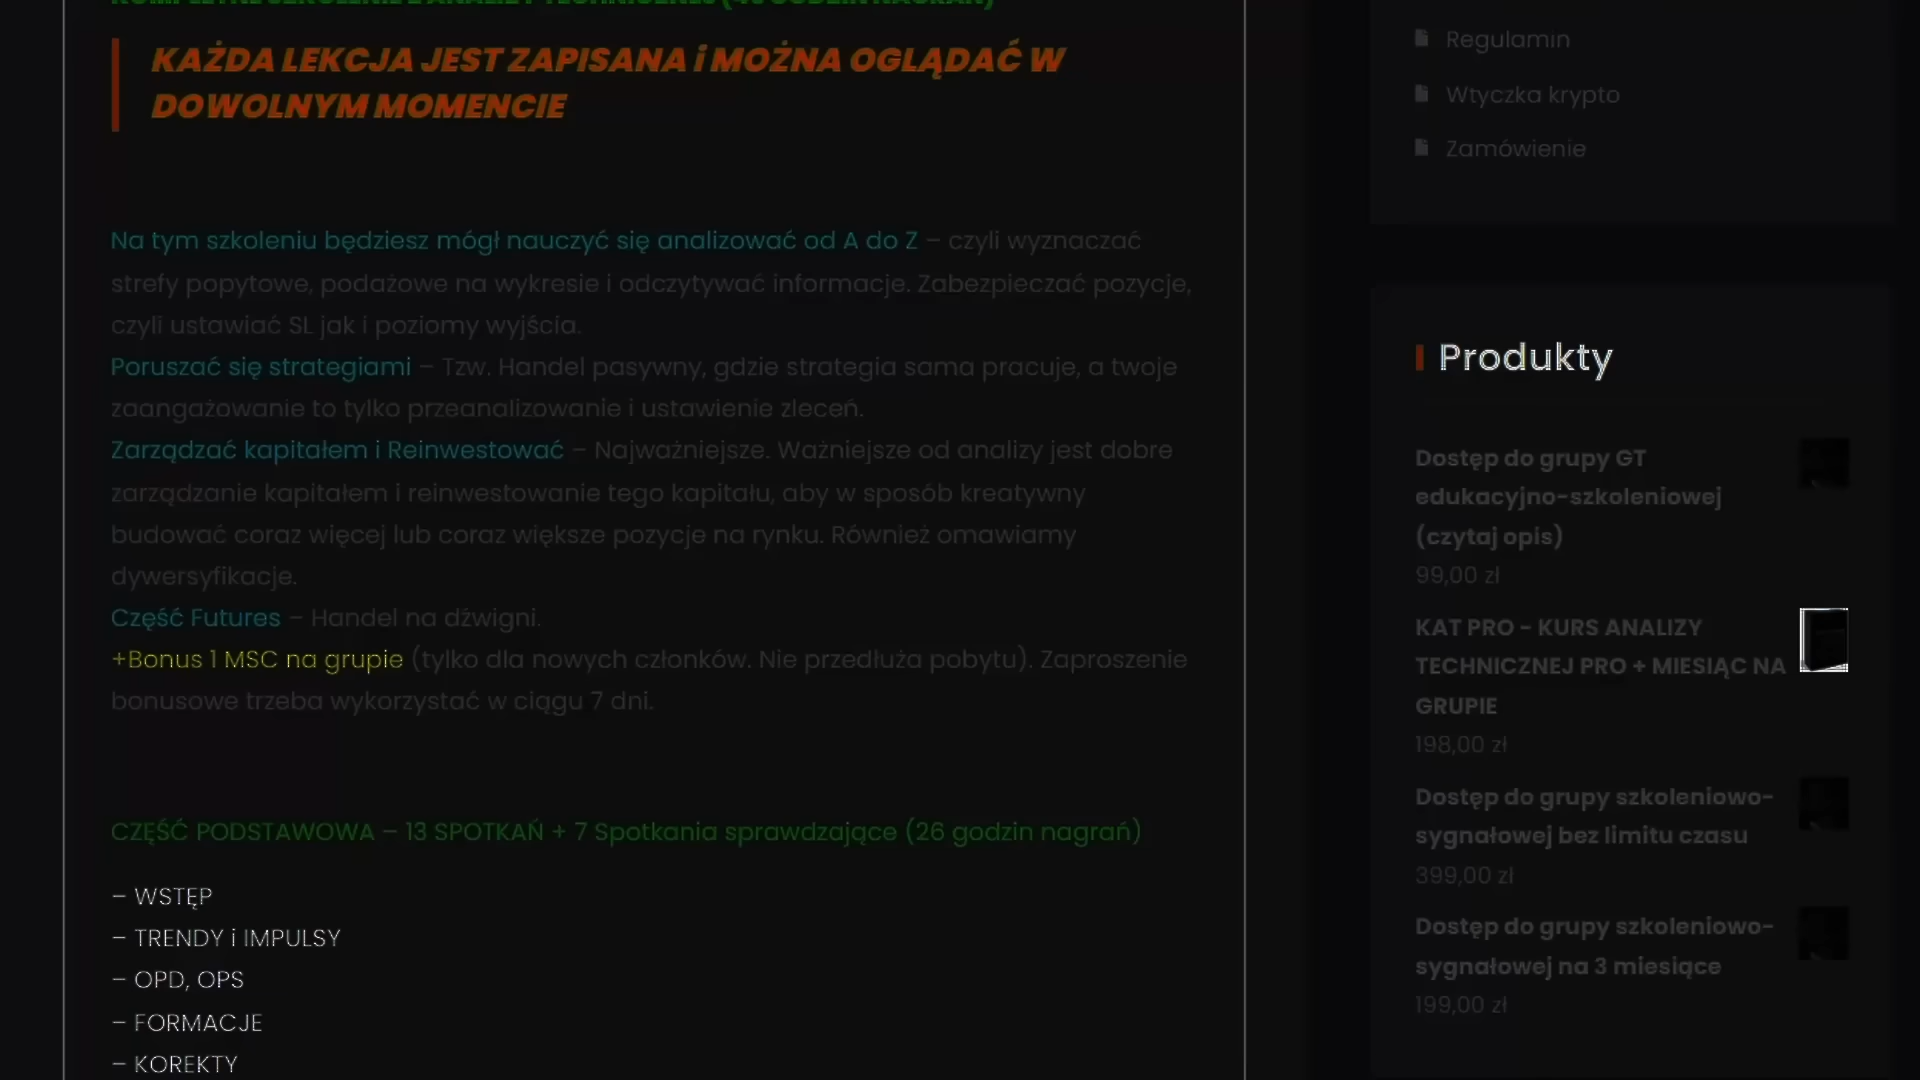 KAŻDA LEKCJA JEST ZAPISANA i MOŻNA OGLĄDAĆ W
DOWOLNYM MOMENCIE
Na tym szkoleniu będziesz mógł nauczyć się analizować od A do Z – czyli wyznaczać
strefy popytowe, podażowe na wykresie i odczytywać informacje. Zabezpieczać pozycje,
czyli ustawiać SL jak i poziomy wyjścia.
Poruszać się strategiami – Tzw. Handel pasywny, gdzie strategia sama pracuje, a twoje
zaangażowanie to tylko przeanalizowanie i ustawienie zleceń.
Zarządzać kapitałem i Reinwestować – Najważniejsze. Ważniejsze od analizy jest dobre
zarządzanie kapitałem i reinwestowanie tego kapitału, aby w sposób kreatywny
budować coraz więcej lub coraz większe pozycje na rynku. Również omawiamy
dywersyfikacje.
Część Futures – Handel na dźwigni.
+Bonus 1 MSC na grupie (tylko dla nowych członków. Nie przedłuża pobytu). Zaproszenie
bonusowe trzeba wykorzystać w ciągu 7 dni.
CZĘŚĆ PODSTAWOWA – 13 SPOTKAŃ + 7 Spotkania sprawdzające (26 godzin nagrań)
– WSTĘP
– TRENDY i IMPULSY
– OPD, OPS
– FORMACJE
– KOREKTY
Regulamin
Wtyczka krypto
Zamówienie
Produkty
Dostęp do grupy GT
edukacyjno-szkoleniowej
(czytaj opis)
99,00 zł
KAT PRO - KURS ANALIZY
TECHNICZNEJ PRO + MIESIĄC NA
GRUPIE
198,00 zł
Dostęp do grupy szkoleniowo-
sygnałowej bez limitu czasu
399,00 zł
Dostęp do grupy szkoleniowo-
sygnałowej na 3 miesiące
199,00 zł